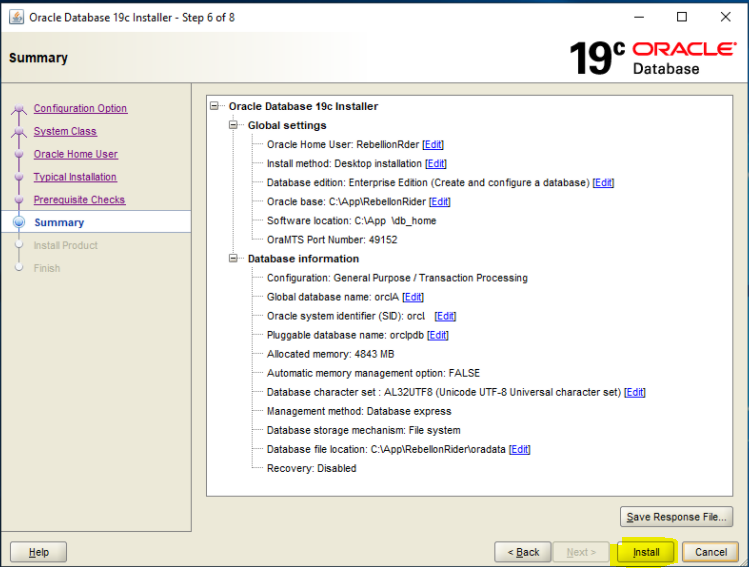 Oracle Database 19c Installer - Step 6 of 8
Summary
19c ORACLE
Database
Configuration Option
System Class
Oracle Home User
Typical Installation
Prerequisite Checks
Summary
Install Product
Finish
Oracle Database 19c Installer
Global settings
Oracle Home User: RebellionRder [Edit]
Install method: Desktop installation [Edit]
Database edition: Enterprise Edition (Create and configure a database) [Edit]
Oracle base: C:\App\RebellonRider [Edit]
Software location: C:\App \db_home
OraMTS Port Number: 49152
Database information
Configuration: General Purpose / Transaction Processing
Global database name: orclA [Edit]
Oracle system identifier (SID): orcl [Edit]
Pluggable database name: orclpdb [Edit]
Allocated memory: 4843 MB
Automatic memory management option: FALSE
Database character set : AL32UTF8 (Unicode UTF-8 Universal character set) [Edit]
Management method: Database express
Database storage mechanism: File system
Database file location: C:\App\RebellonRider\oradata [Edit]
Recovery: Disabled
Save Response File...
Help
< Back
Next >
Install
Cancel